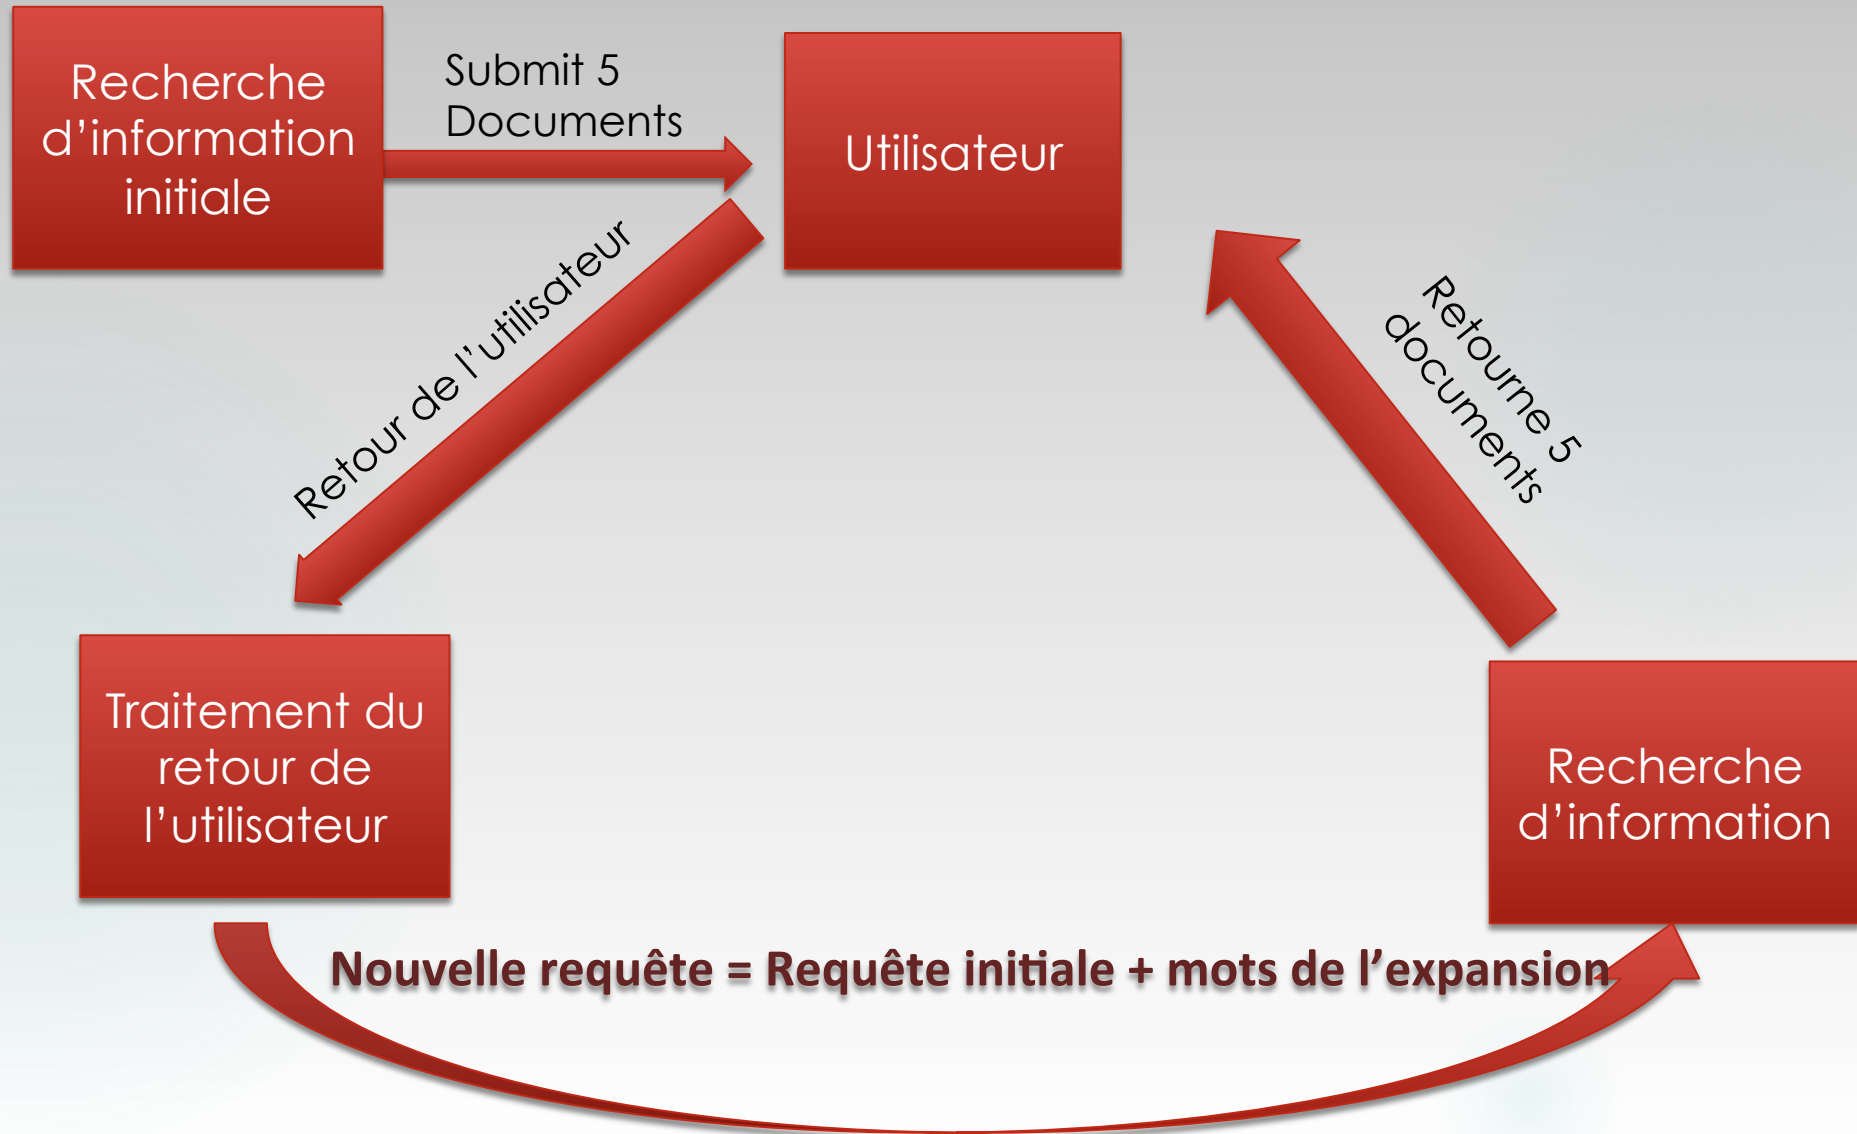 Recherche
d’information
initiale
Submit 5
Documents
Utilisateur
Retour de l’utilisateur
Retourne 5
documents
Traitement du
retour de
l’utilisateur
Recherche
d’information
Nouvelle requête = Requête initiale + mots de l’expansion